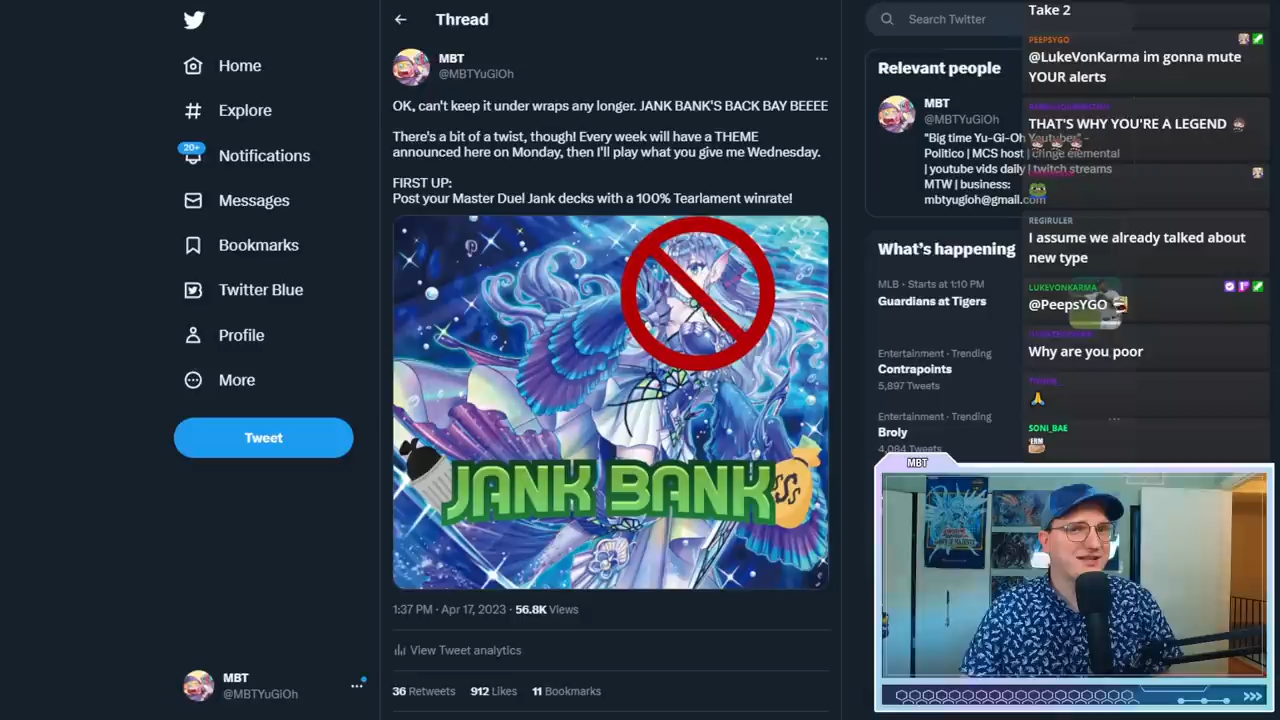 Home
Explore
20+
Notifications
Messages
Bookmarks
Twitter Blue
Profile
More
Tweet
MBT
@MBTYuGiOh
Thread
MBT
@MBTYuGiOh
OK, can't keep it under wraps any longer. JANK BANK'S BACK BAY BEEEE
There's a bit of a twist, though! Every week will have a THEME
announced here on Monday, then I'll play what you give me Wednesday.
FIRST UP:
Post your Master Duel Jank decks with a 100% Tearlament winrate!
JANK BANK
$$
1:37 PM · Apr 17, 2023 · 56.8K Views
View Tweet analytics
36 Retweets 912 Likes 11 Bookmarks
Search Twitter
Relevant people
MBT
@MBTYuGiOh
"Big time Yu-Gi-Oh Youtuber" -
Politico | MCS host | cringe elemental
| youtube vids daily | twitch streams
MTW | business:
mbtyugioh@gmail.com
What's happening
MLB · Starts at 1:10 PM
Guardians at Tigers
Entertainment · Trending
Contrapoints
5,897 Tweets
Entertainment · Trending
Broly
4,084 Tweets
Take 2
PEEPSYGO
@LukeVonKarma im gonna mute
YOUR alerts
THAT'S WHY YOU'RE A LEGEND
REGIRULER
I assume we already talked about
new type
LUKEVONKARMA
@PeepsYGO
Why are you poor
SONI_BAE
ERM
MBT